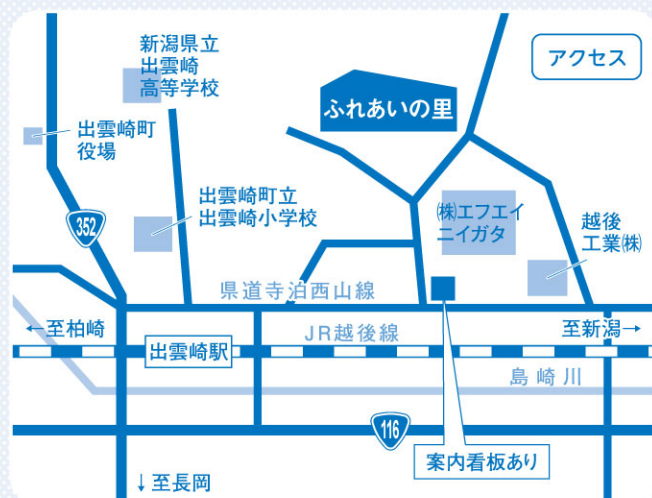 アクセス
新潟県立
出雲崎
高等学校
ふれあいの里
出雲崎町
役場
出雲崎町立
出雲崎小学校
352
㈱エフエイ
ニイガタ
越後
工業㈱
県道寺泊西山線
←至柏崎
JR越後線
至新潟→
出雲崎駅
島崎川
116
案内看板あり
↓至長岡